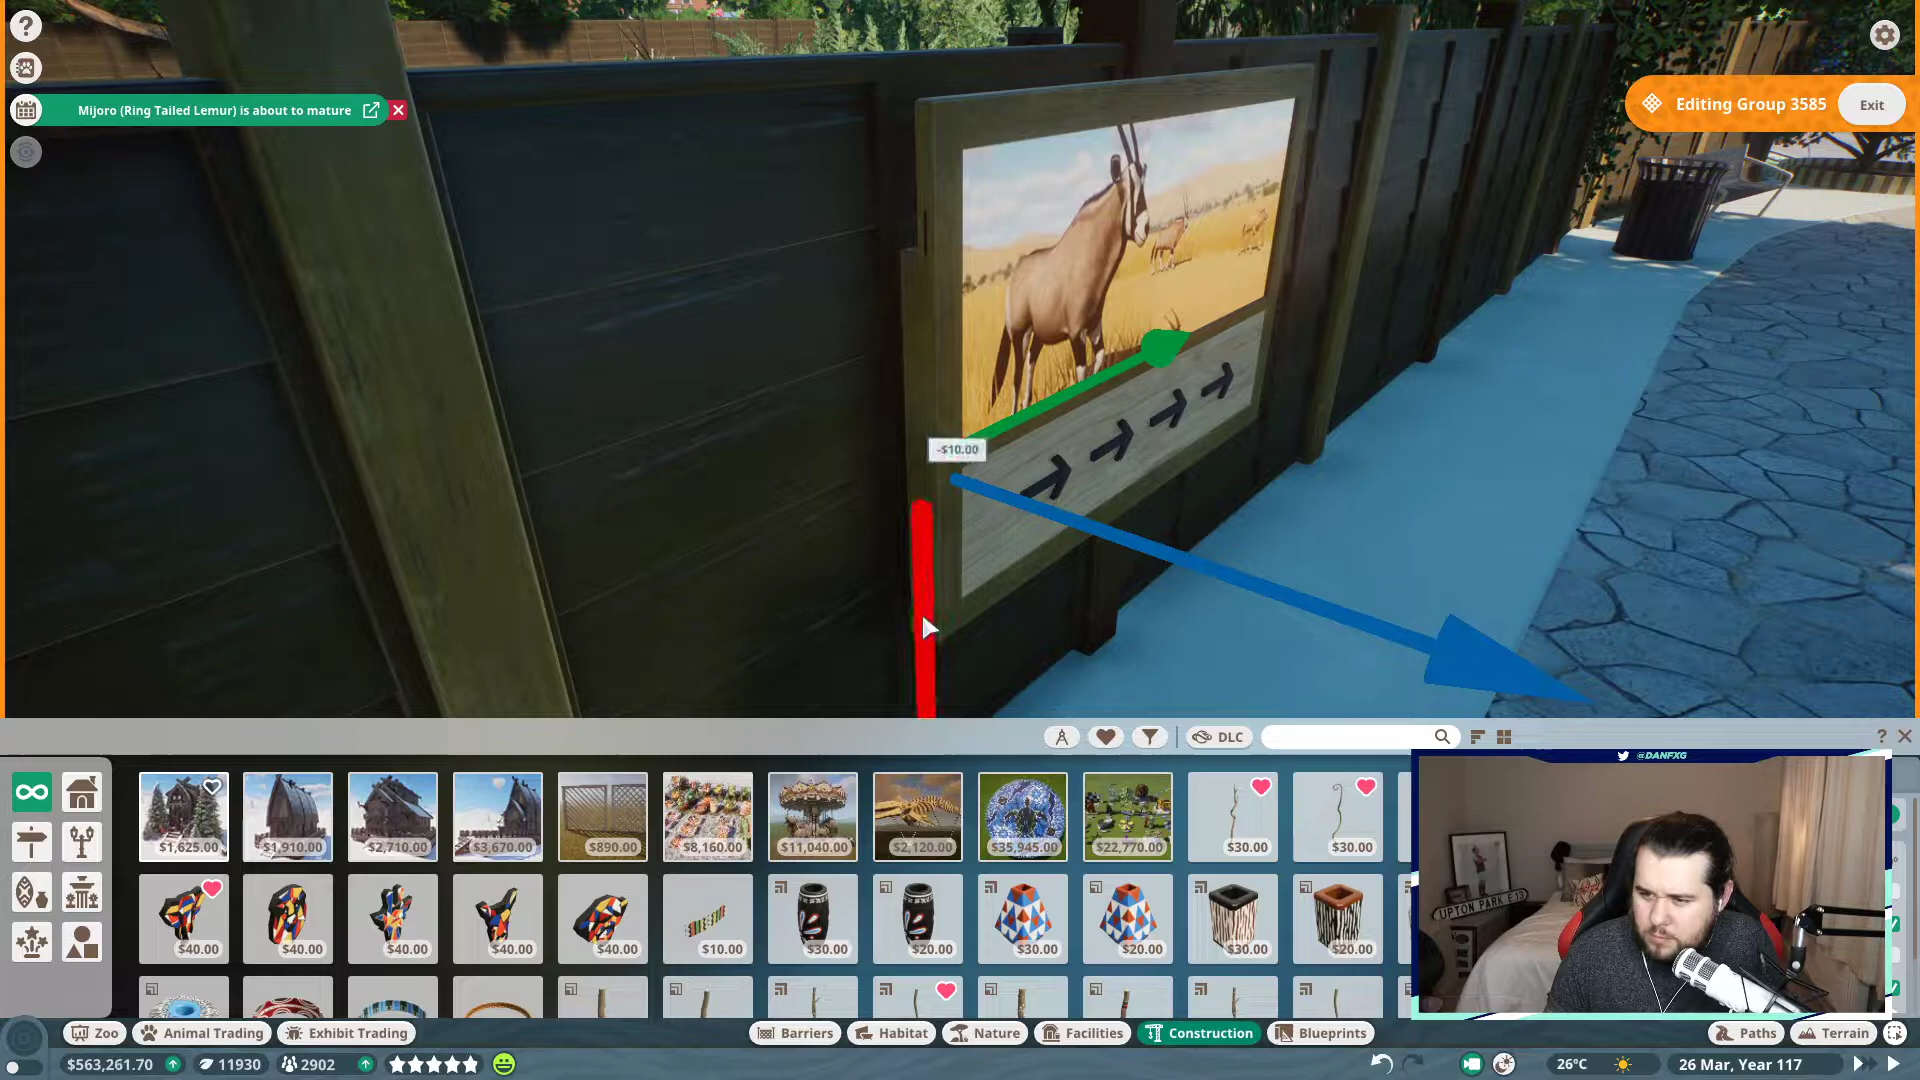 ?
Mijoro (Ring Tailed Lemur) is about to mature
Editing Group 3585
Exit
-$10.00
DLC
?
@DANFXG
$1,625.00
$1,910.00
$2,710.00
$3,670.00
$890.00
$8,160.00
$11,040.00
$2,120.00
$35,945.00
$22,770.00
$30.00
$30.00
$40.00
$40.00
$40.00
$40.00
$40.00
$10.00
$30.00
$20.00
$30.00
$20.00
$30.00
$20.00
UPTON PARK E.13
Zoo
Animal Trading
Exhibit Trading
Barriers
Habitat
Nature
Facilities
Construction
Blueprints
Paths
Terrain
$563,261.70
11930
2902
26°C
26 Mar, Year 117